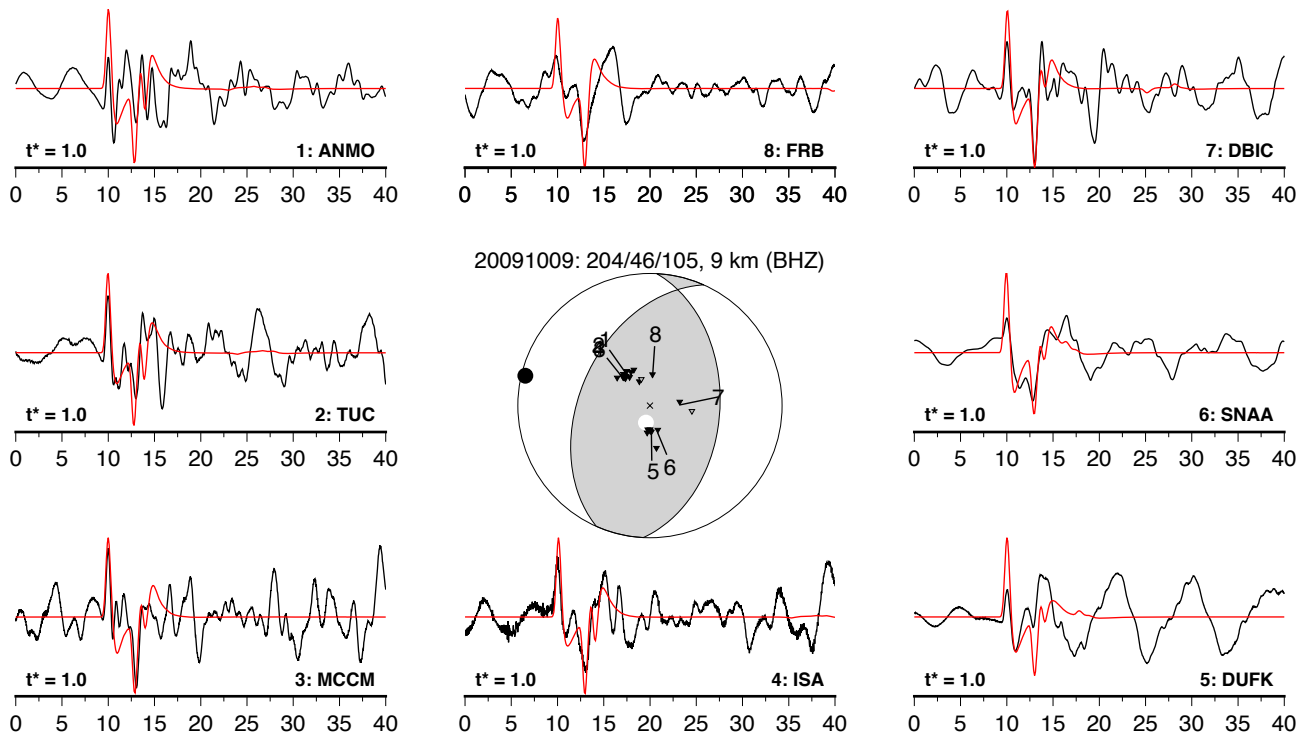 t* = 1.0 1: ANMO
0 5 10 15 20 25 30 35 40
t* = 1.0 8: FRB
0 5 10 15 20 25 30 35 40
t* = 1.0 7: DBIC
0 5 10 15 20 25 30 35 40
t* = 1.0 2: TUC
0 5 10 15 20 25 30 35 40
20091009: 204/46/105, 9 km (BHZ)
1
8
7
5
6
t* = 1.0 6: SNAA
0 5 10 15 20 25 30 35 40
t* = 1.0 3: MCCM
0 5 10 15 20 25 30 35 40
t* = 1.0 4: ISA
0 5 10 15 20 25 30 35 40
t* = 1.0 5: DUFK
0 5 10 15 20 25 30 35 40